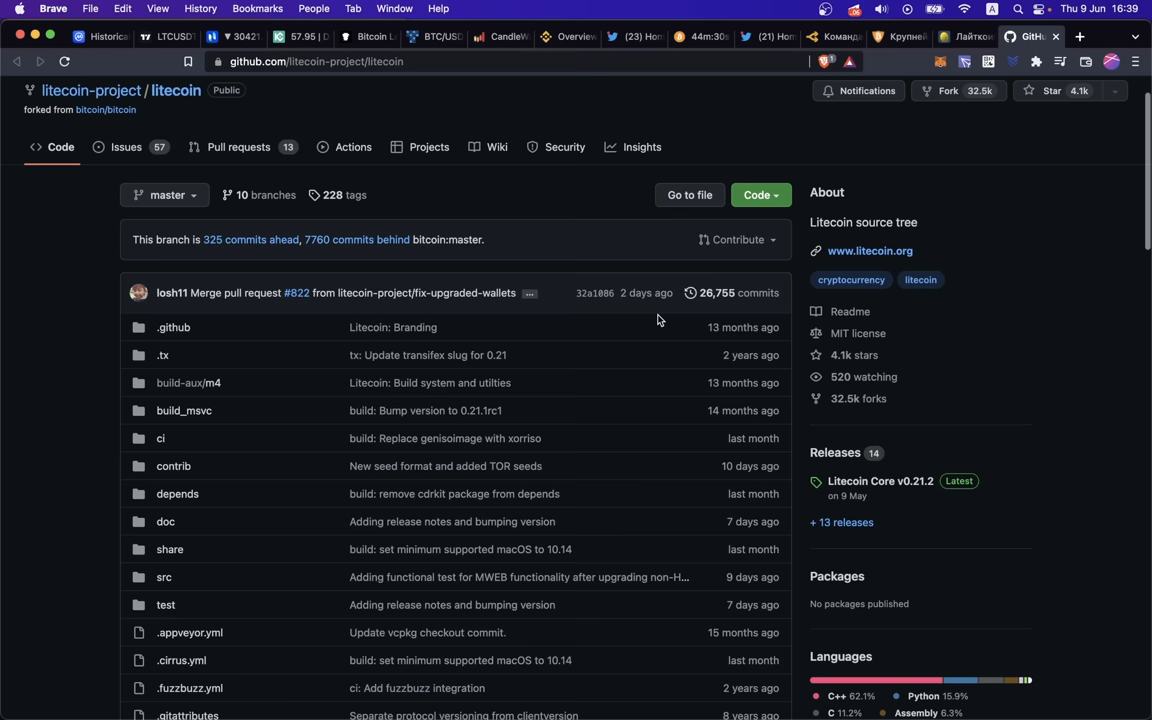 Brave File Edit View History Bookmarks People Tab Window Help 06 A Thu 9 Jun 16:39
Historica LTCUSDT ▼ 30421. 57.95 | D Bitcoin L BTC/USD CandleW Overview (23) Hom 44m:30s (21) Hom Команда Крупней Лайткои GitHu
github.com/litecoin-project/litecoin 1
litecoin-project / litecoin Public Notifications Fork 32.5k Star 4.1k
forked from bitcoin/bitcoin
Code Issues 57 Pull requests 13 Actions Projects Wiki Security Insights
master 10 branches 228 tags Go to file Code
This branch is 325 commits ahead, 7760 commits behind bitcoin:master. Contribute
losh11 Merge pull request #822 from litecoin-project/fix-upgraded-wallets ... 32a1086 2 days ago 26,755 commits
.github Litecoin: Branding 13 months ago
.tx tx: Update transifex slug for 0.21 2 years ago
build-aux/m4 Litecoin: Build system and utilties 13 months ago
build_msvc build: Bump version to 0.21.1rc1 14 months ago
ci build: Replace genisoimage with xorriso last month
contrib New seed format and added TOR seeds 10 days ago
depends build: remove cdrkit package from depends last month
doc Adding release notes and bumping version 7 days ago
share build: set minimum supported macOS to 10.14 last month
src Adding functional test for MWEB functionality after upgrading non-H... 9 days ago
test Adding release notes and bumping version 7 days ago
.appveyor.yml Update vcpkg checkout commit. 15 months ago
.cirrus.yml build: set minimum supported macOS to 10.14 last month
.fuzzbuzz.yml ci: Add fuzzbuzz integration 2 years ago
.gitattributes Separate protocol versioning from clientversion 8 years ago
About
Litecoin source tree
www.litecoin.org
cryptocurrency litecoin
Readme
MIT license
4.1k stars
520 watching
32.5k forks
Releases 14
Litecoin Core v0.21.2 Latest
on 9 May
+ 13 releases
Packages
No packages published
Languages
C++ 62.1% Python 15.9%
C 11.2% Assembly 6.3%